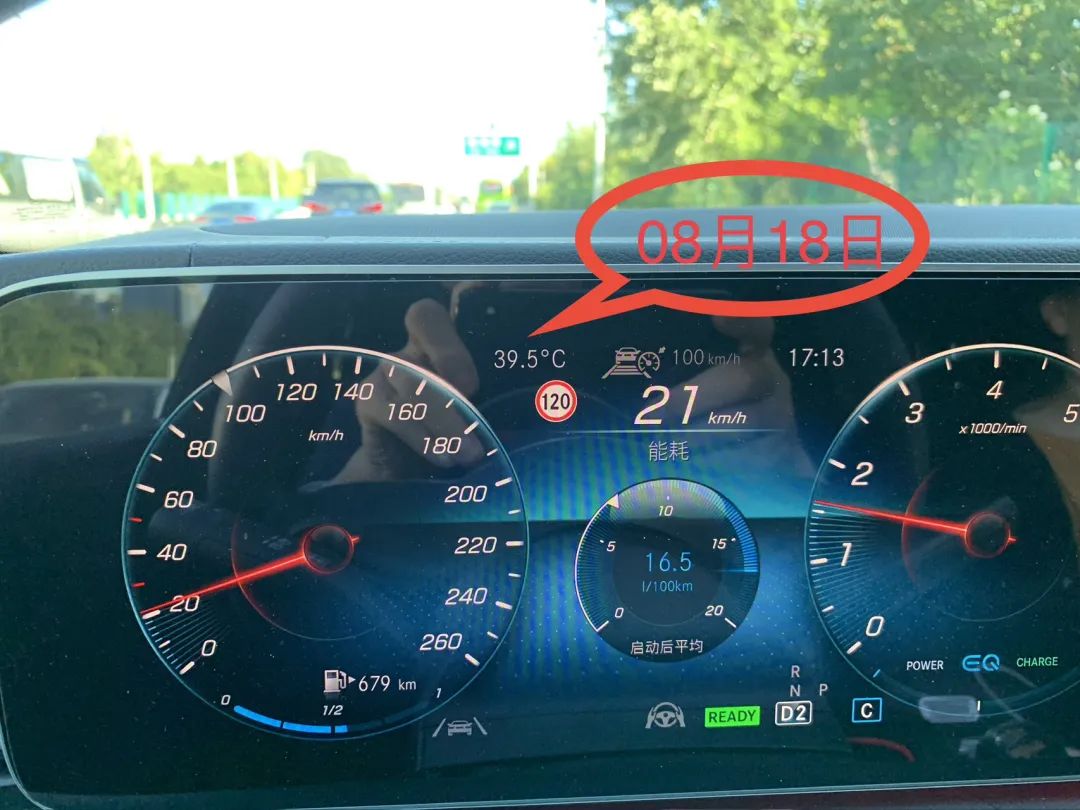 08月18日
39.5°C
100 km/h
17:13
120
21 km/h
能耗
0
20
40
60
80
100
120
140
160
180
200
220
240
260
km/h
679 km
0
1/2
1
0
5
10
15
20
16.5
l/100km
启动后平均
0
1
2
3
4
5
x1000/min
POWER
EQ
CHARGE
R
N
P
D2
C
READY